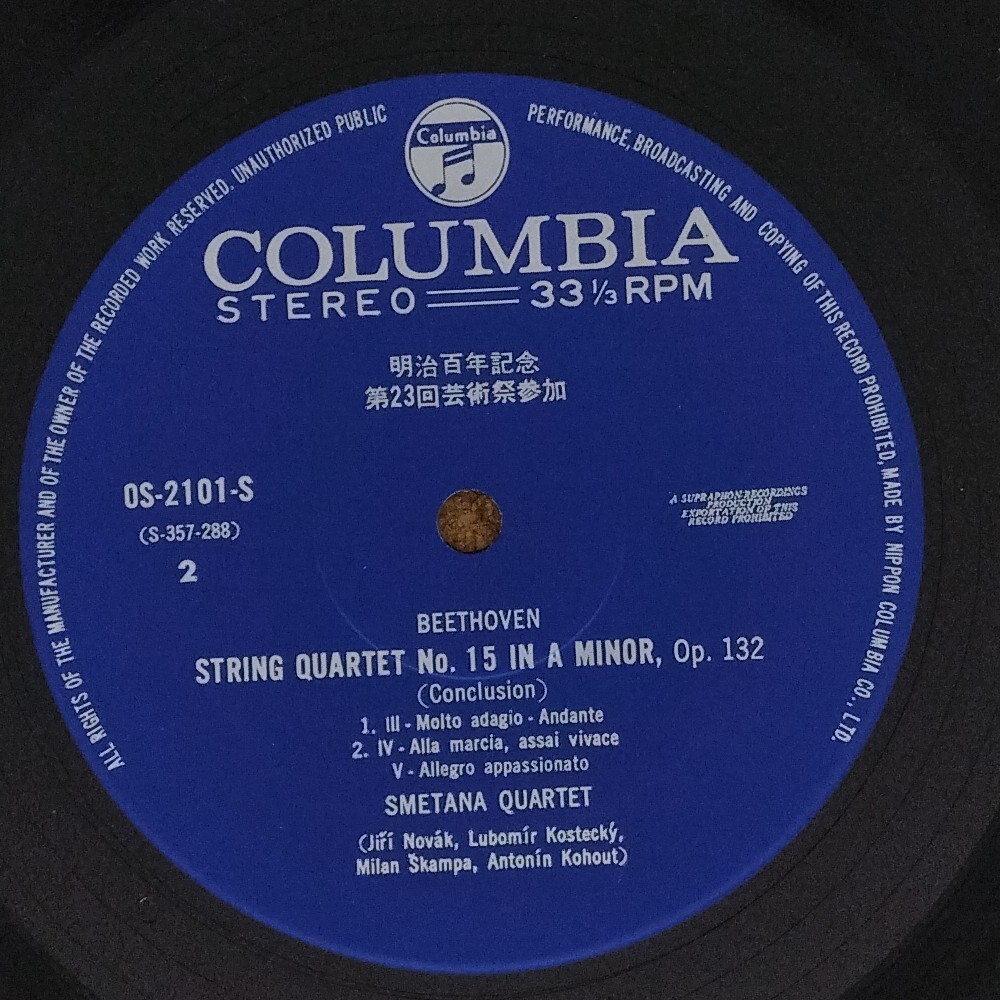 ALL RIGHTS OF THE MANUFACTURER AND OF THE OWNER OF THE RECORDED WORK RESERVED. UNAUTHORIZED PUBLIC PERFORMANCE, BROADCASTING AND COPYING OF THIS RECORD PROHIBITED, MADE BY NIPPON COLUMBIA CO., LTD.
Columbia
COLUMBIA
STEREO 33 1/3 RPM
明治百年記念
第23回芸術祭参加
OS-2101-S
(S-357-288)
2
A SUPRAPHON RECORDINGS
PRODUCTION
EXPORTATION OF THIS
RECORD PROHIBITED
BEETHOVEN
STRING QUARTET No. 15 IN A MINOR, Op. 132
(Conclusion)
1. III - Molto adagio - Andante
2. IV - Alla marcia, assai vivace
V - Allegro appassionato
SMETANA QUARTET
(Jiří Novák, Lubomír Kostecký,
Milan Škampa, Antonín Kohout)